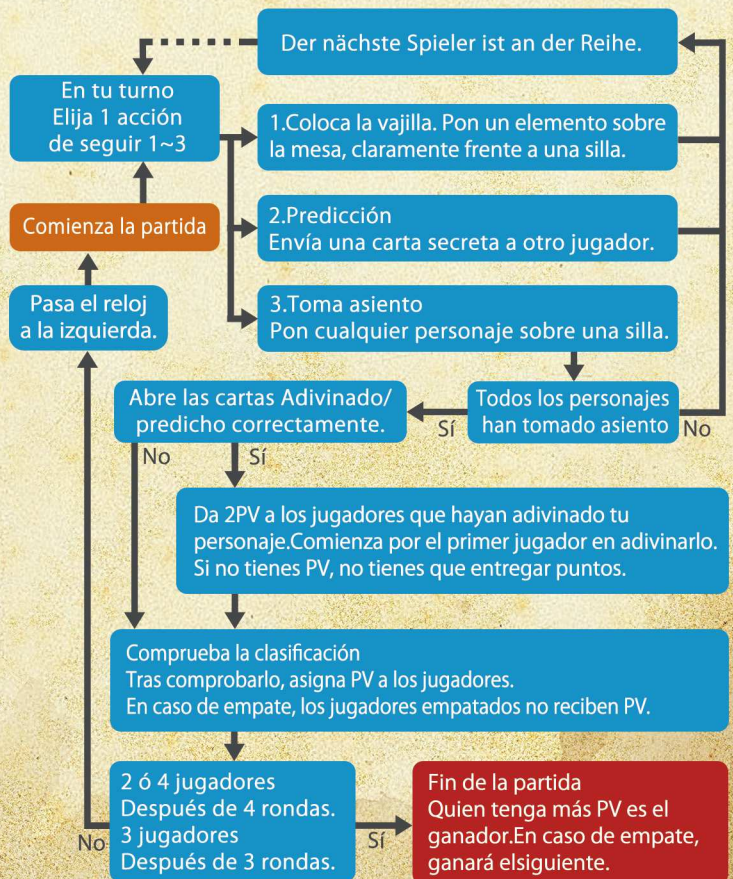 Der nächste Spieler ist an der Reihe.
En tu turno
Elija 1 acción
de seguir 1~3
1.Coloca la vajilla. Pon un elemento sobre
la mesa, claramente frente a una silla.
Comienza la partida
2.Predicción
Envía una carta secreta a otro jugador.
Pasa el reloj
a la izquierda.
3.Toma asiento
Pon cualquier personaje sobre una silla.
Abre las cartas Adivinado/
predicho correctamente.
Sí
Todos los personajes
han tomado asiento
No
No
Sí
Da 2PV a los jugadores que hayan adivinado tu
personaje.Comienza por el primer jugador en adivinarlo.
Si no tienes PV, no tienes que entregar puntos.
Comprueba la clasificación
Tras comprobarlo, asigna PV a los jugadores.
En caso de empate, los jugadores empatados no reciben PV.
No
2 ó 4 jugadores
Después de 4 rondas.
3 jugadores
Después de 3 rondas.
Sí
Fin de la partida
Quien tenga más PV es el
ganador.En caso de empate,
ganará elsiguiente.